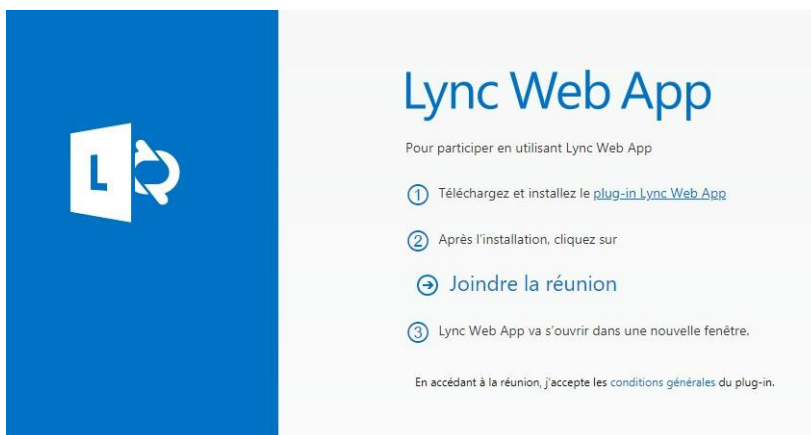 L
Lync Web App
Pour participer en utilisant Lync Web App
1 Téléchargez et installez le plug-in Lync Web App
2 Après l'installation, cliquez sur
Joindre la réunion
3 Lync Web App va s'ouvrir dans une nouvelle fenêtre.
En accédant à la réunion, j'accepte les conditions générales du plug-in.